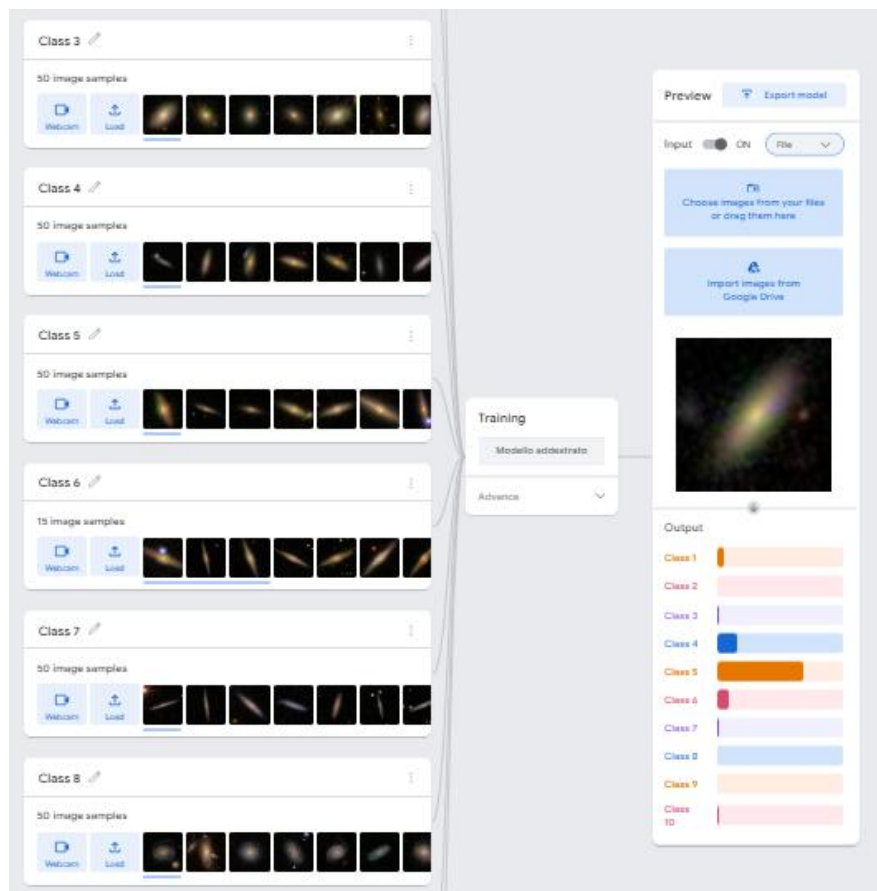 Class 3
50 image samples
Webcam
Load
Class 4
50 image samples
Webcam
Load
Class 5
50 image samples
Webcam
Load
Class 6
15 image samples
Webcam
Load
Class 7
50 image samples
Webcam
Load
Class 8
50 image samples
Webcam
Load
Training
Modello addestrato
Advance
Preview
Export model
Input
ON
File
Choose images from your files
or drag them here
Import images from
Google Drive
Output
Class 1
Class 2
Class 3
Class 4
Class 5
Class 6
Class 7
Class 8
Class 9
Class
10